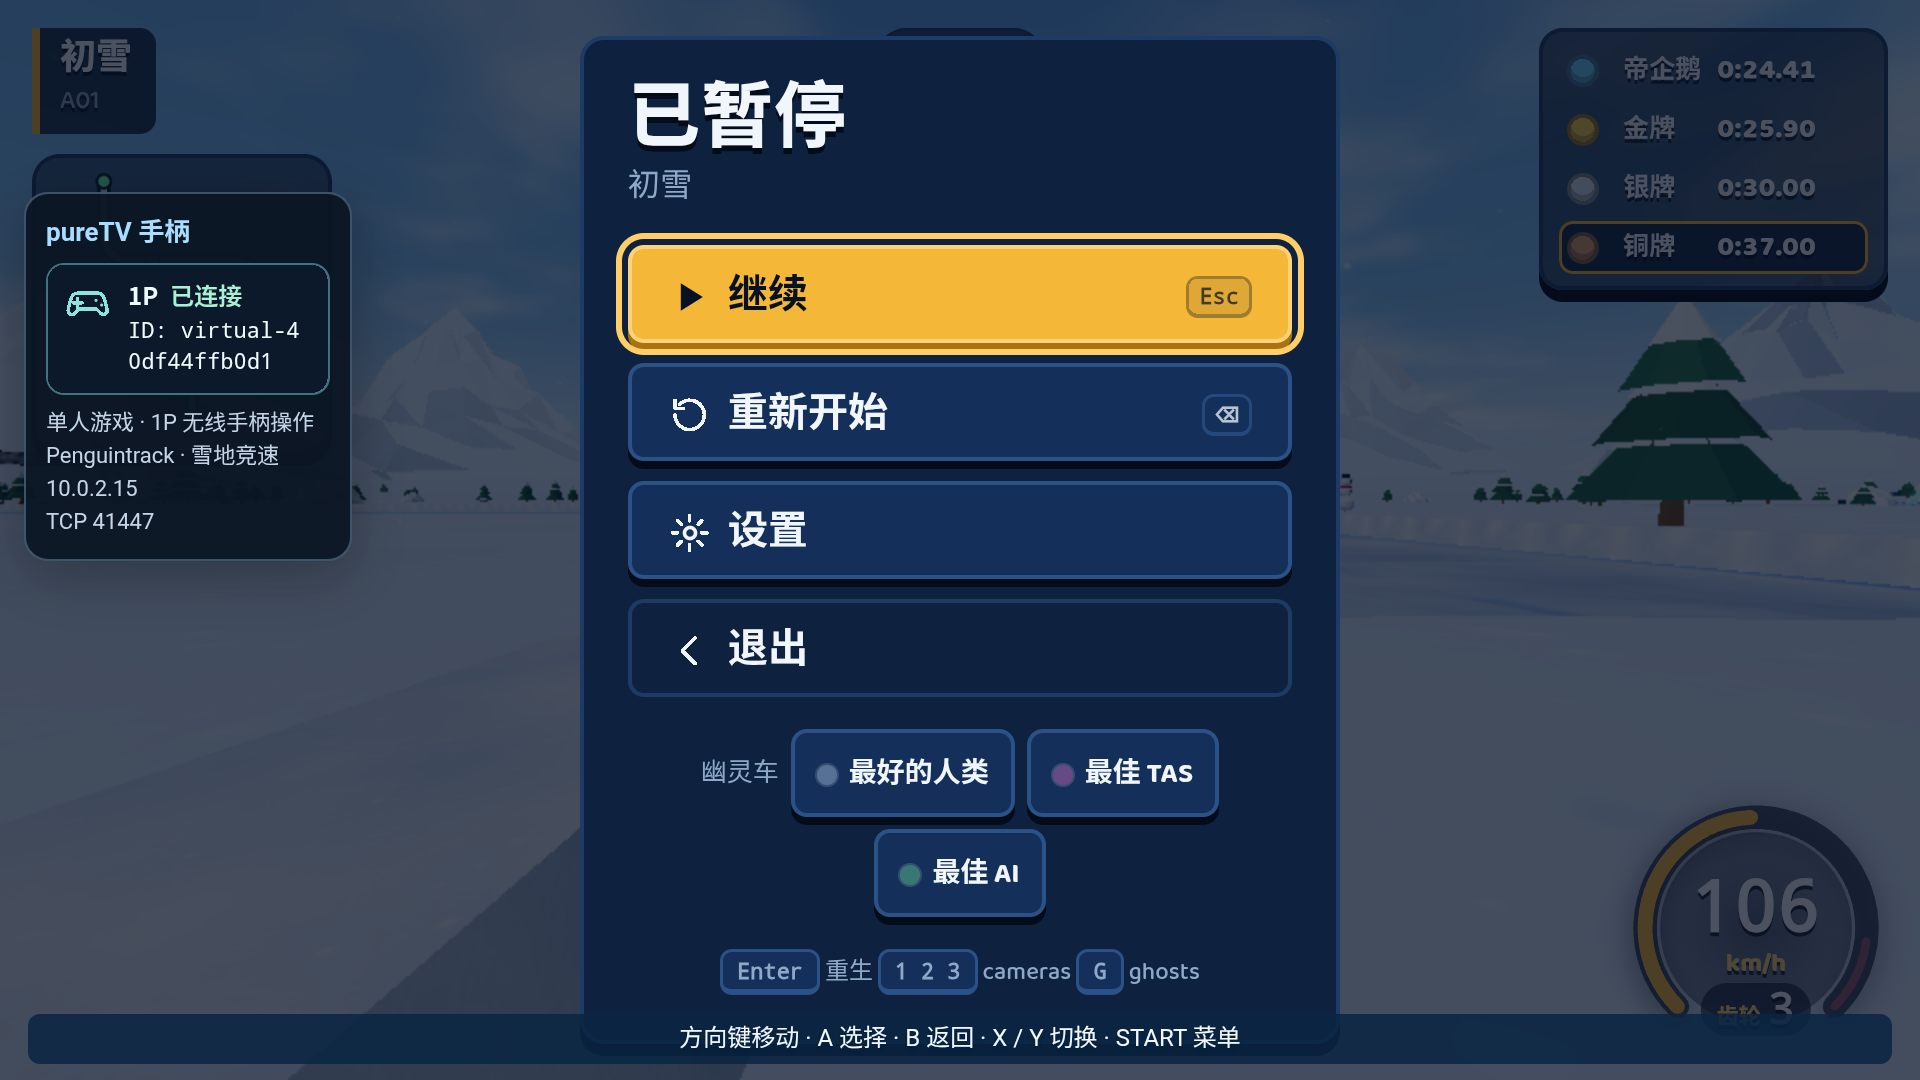 初雪
A01
pureTV 手柄
1P 已连接
ID: virtual-4
0df44ffb0d1
单人游戏 · 1P 无线手柄操作
Penguintrack · 雪地竞速
10.0.2.15
TCP 41447
已暂停
初雪
继续 Esc
重新开始
设置
退出
幽灵车 最好的人类 最佳 TAS
最佳 AI
Enter 重生 1 2 3 cameras G ghosts
帝企鹅 0:24.41
金牌 0:25.90
银牌 0:30.00
铜牌 0:37.00
106
km/h
齿轮 3
方向键移动 · A 选择 · B 返回 · X / Y 切换 · START 菜单